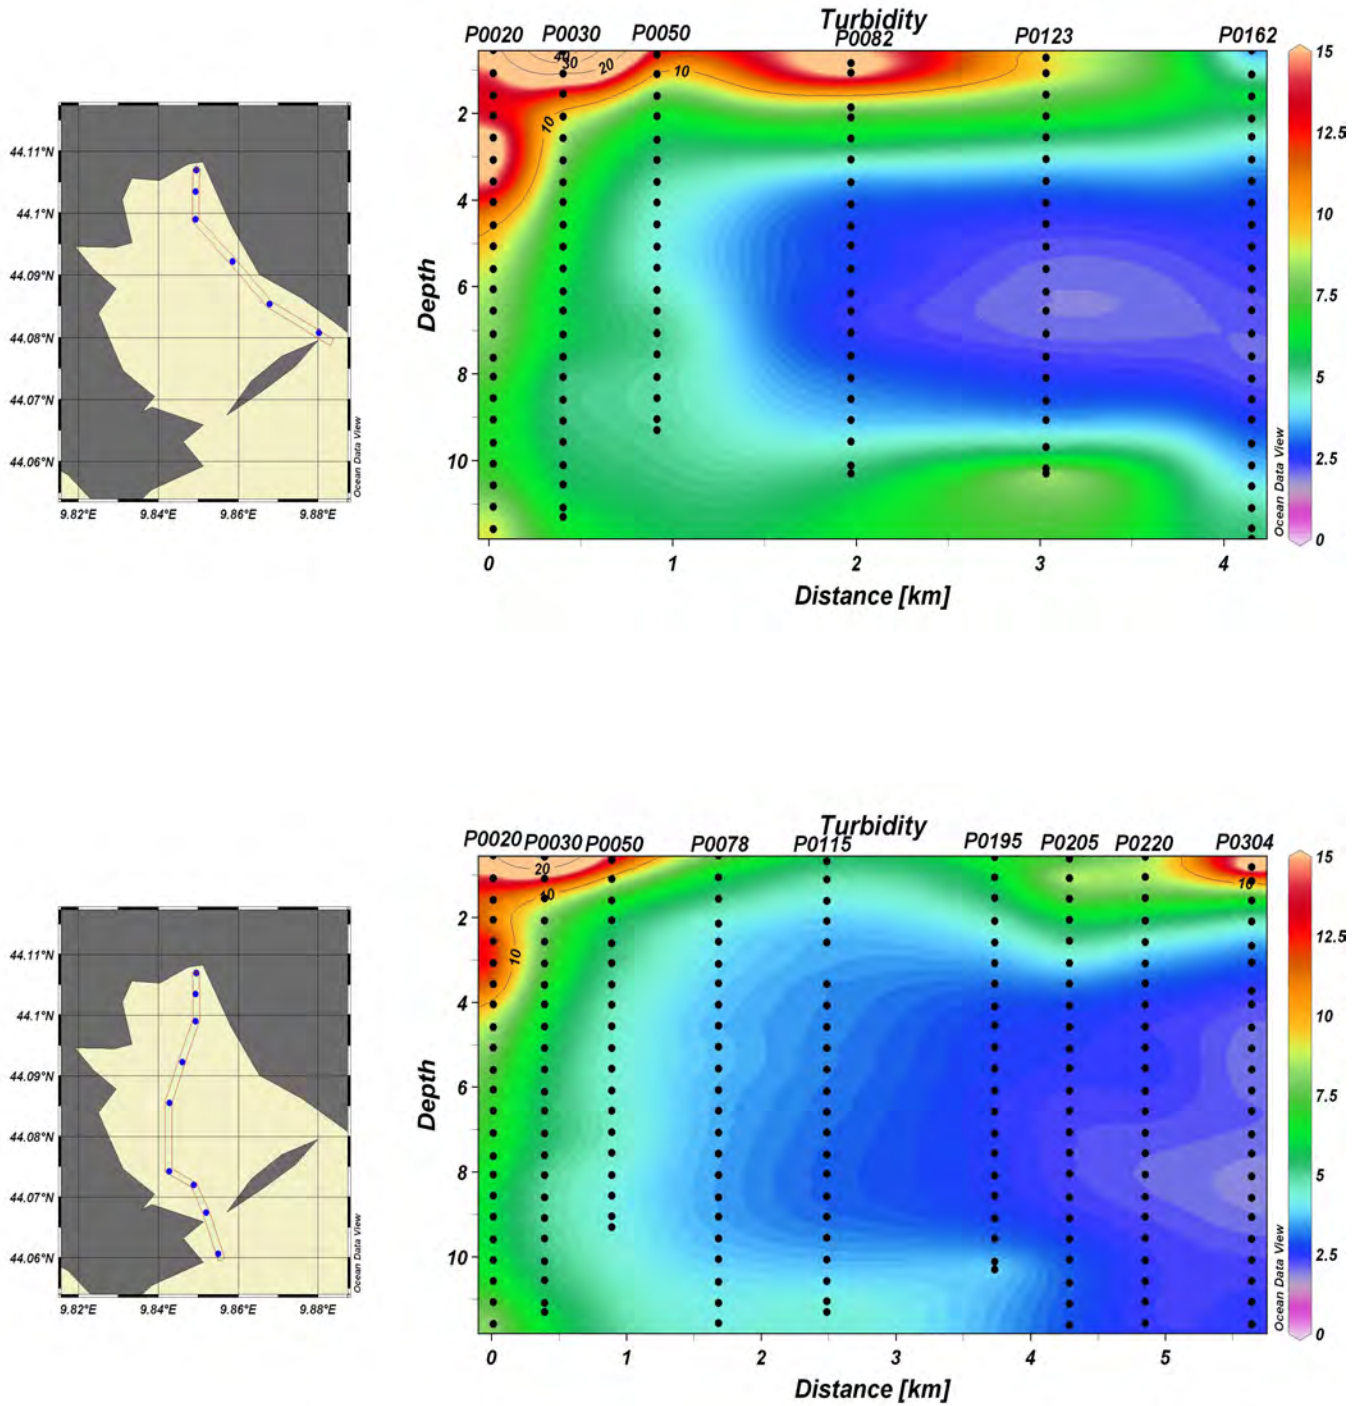 Turbidity
P0020 P0030 P0050 P0082 P0123 P0162
44.11°N
44.1°N
44.09°N
44.08°N
44.07°N
44.06°N
9.82°E 9.84°E 9.86°E 9.88°E
Ocean Data View
Depth
2
4
6
8
10
40
30
20
10
10
0 1 2 3 4
Distance [km]
Ocean Data View
15
12.5
10
7.5
5
2.5
0
Turbidity
P0020 P0030 P0050 P0078 P0115 P0195 P0205 P0220 P0304
44.11°N
44.1°N
44.09°N
44.08°N
44.07°N
44.06°N
9.82°E 9.84°E 9.86°E 9.88°E
Ocean Data View
Depth
2
4
6
8
10
20
10
10
10
0 1 2 3 4 5
Distance [km]
Ocean Data View
15
12.5
10
7.5
5
2.5
0